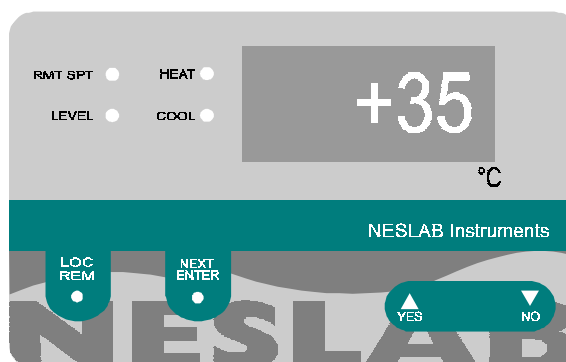 RMT SPT HEAT
LEVEL COOL
+35
°C
NESLAB Instruments
LOC
REM
NEXT
ENTER
YES NO
NESLAB